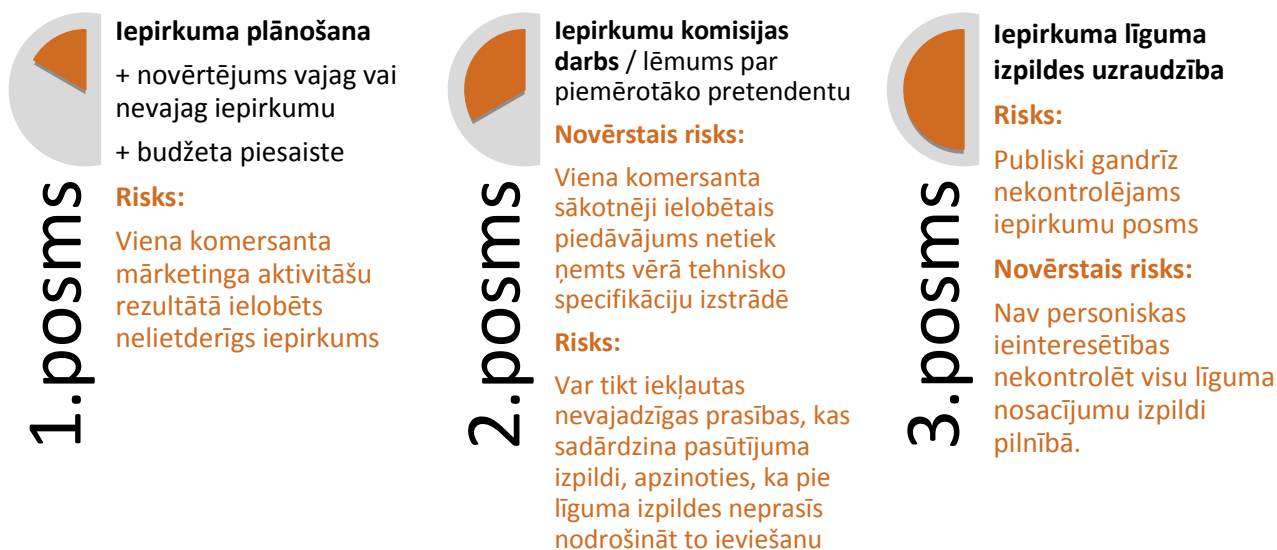 1.posms
Iepirkuma plānošana
+ novērtējums vajag vai
nevajag iepirkumu
+ budžeta piesaiste
Risks:
Viena komersanta
mārketinga aktivitāšu
rezultātā ielobēts
nelietderīgs iepirkums
2.posms
Iepirkumu komisijas
darbs / lēmums par
piemērotāko pretendentu
Novērstais risks:
Viena komersanta
sākotnēji ielobētais
piedāvājums netiek
ņemts vērā tehnisko
specifikāciju izstrādē
Risks:
Var tikt iekļautas
nevajadzīgas prasības, kas
sadārdzina pasūtījuma
izpildi, apzinoties, ka pie
līguma izpildes neprasīs
nodrošināt to ieviešanu
3.posms
Iepirkuma līguma
izpildes uzraudzība
Risks:
Publiski gandrīz
nekontrolējams
iepirkumu posms
Novērstais risks:
Nav personiskas
ieinteresētības
nekontrolēt visu līguma
nosacījumu izpildi
pilnībā.